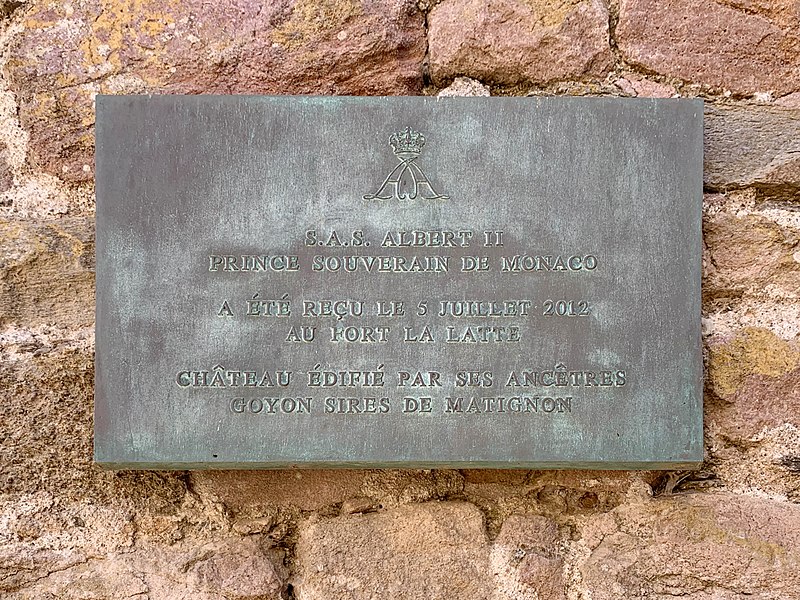 S.A.S. ALBERT II
PRINCE SOUVERAIN DE MONACO
A ÉTÉ REÇU LE 5 JUILLET 2012
AU FORT LA LATTE
CHÂTEAU ÉDIFIÉ PAR SES ANCÊTRES
GOYON SIRES DE MATIGNON